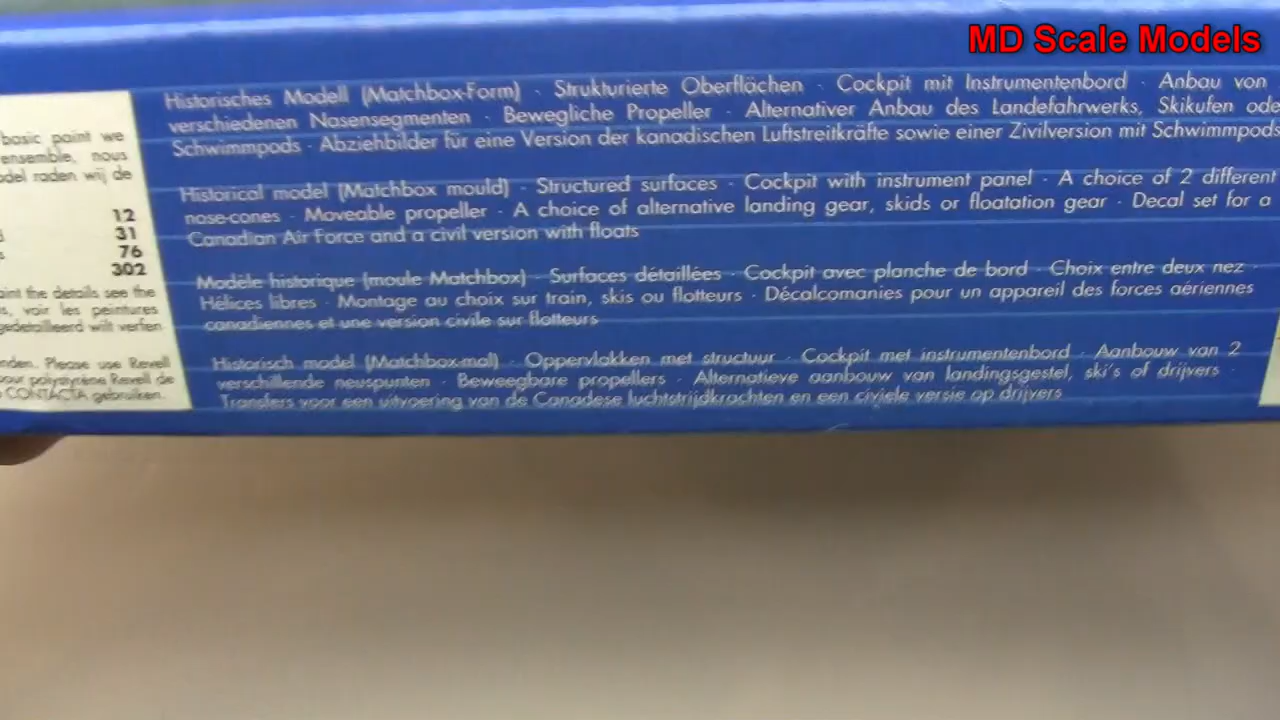 MD Scale Models
Historisches Modell (Matchbox-Form) · Strukturierte Oberflächen · Cockpit mit Instrumentenbord · Anbau von
verschiedenen Nasensegmenten · Bewegliche Propeller · Alternativer Anbau des Landefahrwerks, Skikufen ode
Schwimmpods · Abziehbilder für eine Version der kanadischen Luftstreitkräfte sowie einer Zivilversion mit Schwimmpods
Historical model (Matchbox mould) · Structured surfaces · Cockpit with instrument panel · A choice of 2 different
nose-cones · Moveable propeller · A choice of alternative landing gear, skids or floatation gear · Decal set for a
Canadian Air Force and a civil version with floats
Modèle historique (moule Matchbox) · Surfaces détaillées · Cockpit avec planche de bord · Choix entre deux nez ·
Hélices libres · Montage au choix sur train, skis ou flotteurs · Décalcomanies pour un appareil des forces aériennes
canadiennes et une version civile sur flotteurs
Historisch model (Matchbox-mal) · Oppervlakken met structuur · Cockpit met instrumentenbord · Aanbouw van 2
verschillende neuspunten · Beweegbare propellers · Alternatieve aanbouw van landingsgestel, ski's of drijvers ·
Transfers voor een uitvoering van de Canadese luchtstrijdkrachten en een civiele versie op drijvers
basic paint we
ensemble, nous
del raden wij de
12
31
76
302
int the details see the
s, voir les peintures
gedetailleerd wilt verfen
nden. Please use Revell
our polystyrène Revell de
CONTACTA gebruiken.